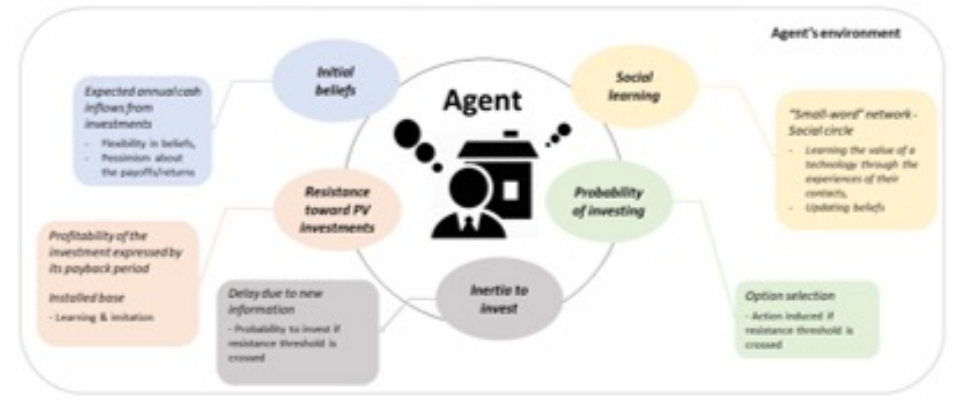 Agent's environment
Initial
beliefs
Social
learning
Agent
Expected annual cash
inflows from
investments
- Flexibility in beliefs,
- Pessimism about
the payoffs/returns
"Small-word" network -
Social circle
- Learning the value of a
technology through the
experiences of their
contacts,
- Updating beliefs
Resistance
toward PV
investments
Probability
of investing
Profitability of the
investment expressed by
its payback period
Installed base
- Learning & imitation
Delay due to new
information
- Probability to invest if
resistance threshold is
crossed
Inertia to
invest
Option selection
- Action induced if
resistance threshold is
crossed